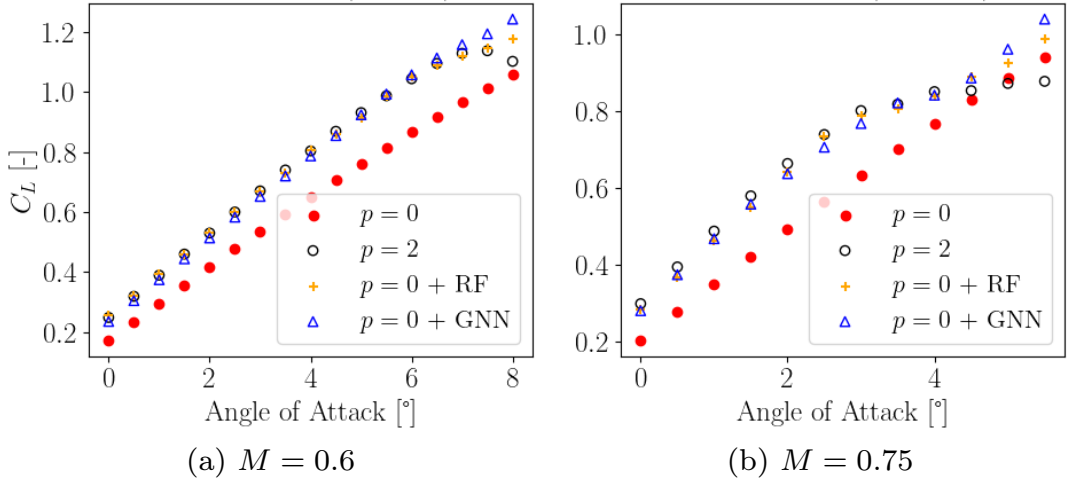 1.2
1.0
0.8
0.6
0.4
0.2
C_L [-]
p = 0
p = 2
p = 0 + RF
p = 0 + GNN
0 2 4 6 8
Angle of Attack [°]
(a) M = 0.6
1.0
0.8
0.6
0.4
0.2
p = 0
p = 2
p = 0 + RF
p = 0 + GNN
0 2 4
Angle of Attack [°]
(b) M = 0.75